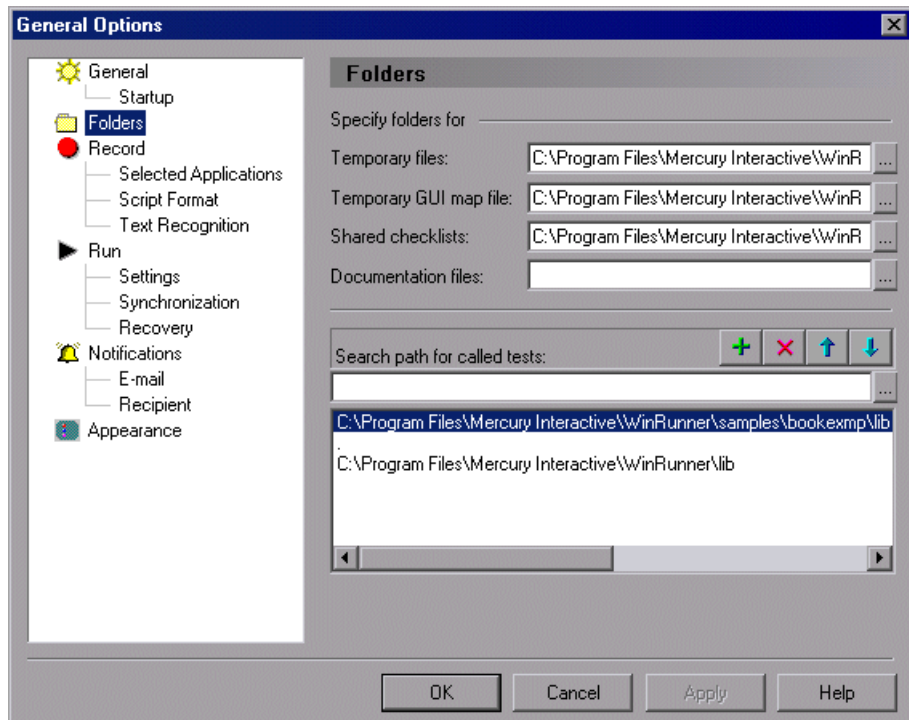 General Options
General
Startup
Folders
Record
Selected Applications
Script Format
Text Recognition
Run
Settings
Synchronization
Recovery
Notifications
E-mail
Recipient
Appearance
Folders
Specify folders for
Temporary files: C:\Program Files\Mercury Interactive\WinR ...
Temporary GUI map file: C:\Program Files\Mercury Interactive\WinR ...
Shared checklists: C:\Program Files\Mercury Interactive\WinR ...
Documentation files: ...
Search path for called tests:
...
C:\Program Files\Mercury Interactive\WinRunner\samples\bookexmp\lib
.
C:\Program Files\Mercury Interactive\WinRunner\lib
OK Cancel Apply Help